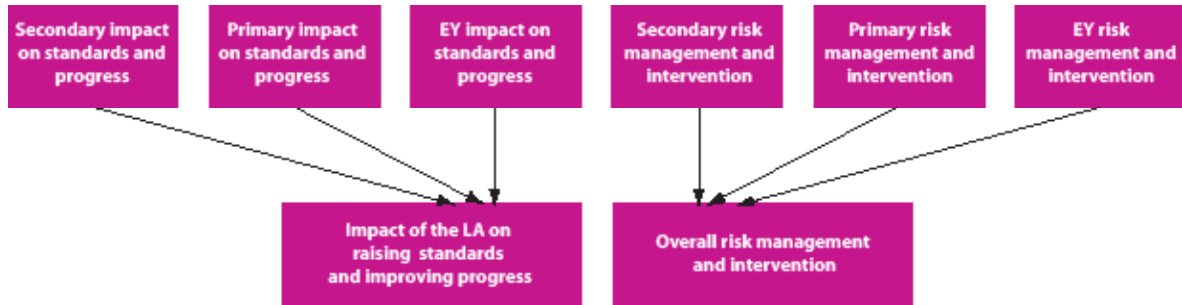 Secondary impact
on standards and
progress
Primary impact
on standards and
progress
EY impact on
standards and
progress
Secondary risk
management and
intervention
Primary risk
management and
intervention
EY risk
management and
intervention
Impact of the LA on
raising standards
and improving progress
Overall risk management
and intervention